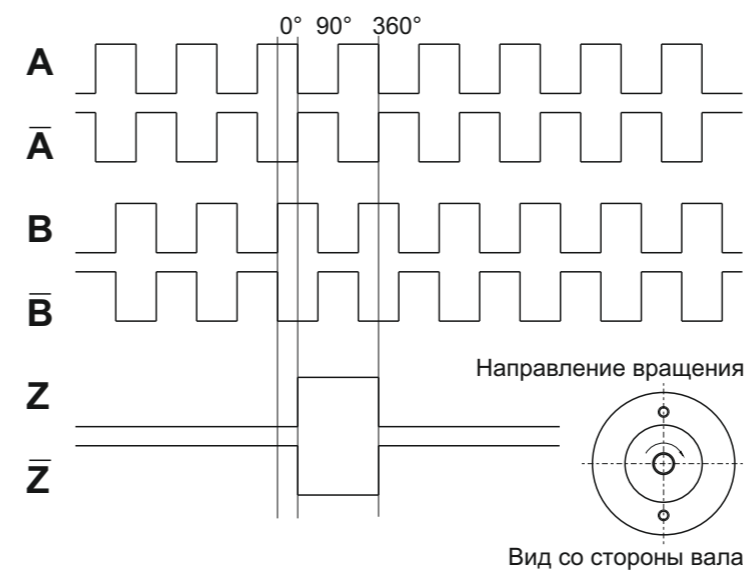 0° 90° 360°
A
A̅
B
B̅
Z
Z̅
Направление вращения
Вид со стороны вала